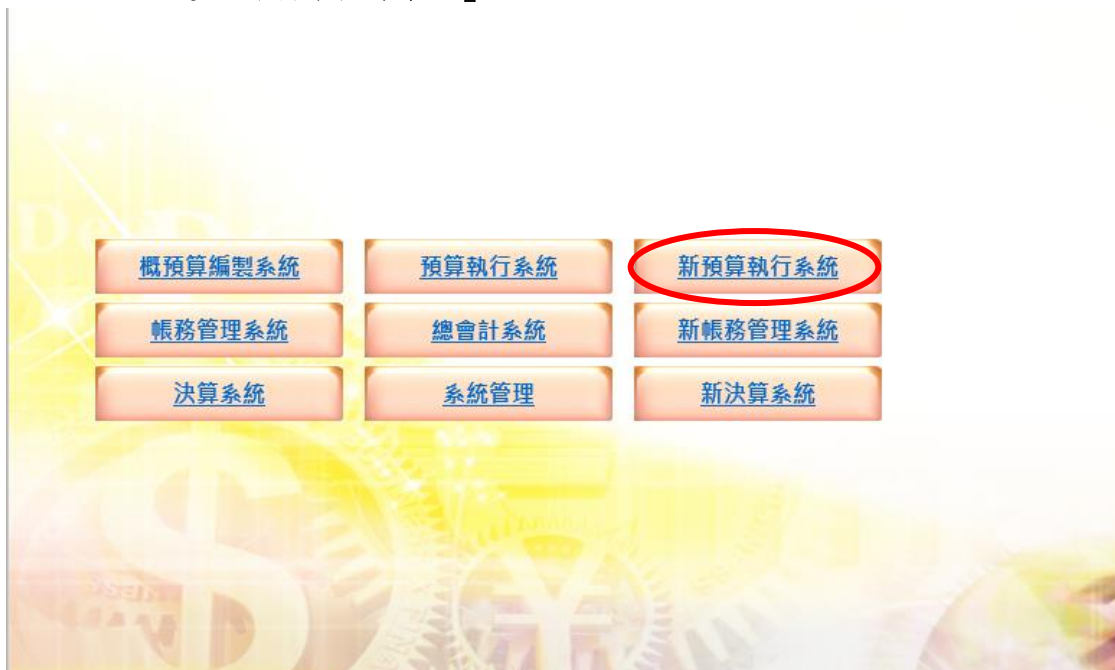 概預算編製系統 預算執行系統 新預算執行系統
帳務管理系統 總會計系統 新帳務管理系統
決算系統 系統管理 新決算系統